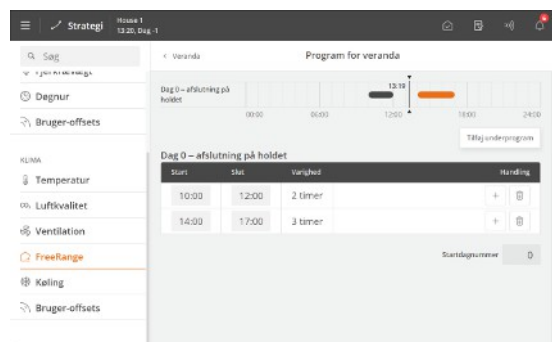 Strategi
House 1
13:20, Dag -1
Søg
Fjerkrævægt
Døgnur
Bruger-offsets
KLIMA
Temperatur
CO₂ Luftkvalitet
Ventilation
FreeRange
Køling
Bruger-offsets
< Veranda
Program for veranda
Dag 0 – afslutning på
holdet
13:19
00:00 06:00 12:00 18:00 24:00
Tilføj underprogram
Dag 0 – afslutning på holdet
Start Slut Varighed Handling
10:00 12:00 2 timer +
14:00 17:00 3 timer +
Startdagnummer 0